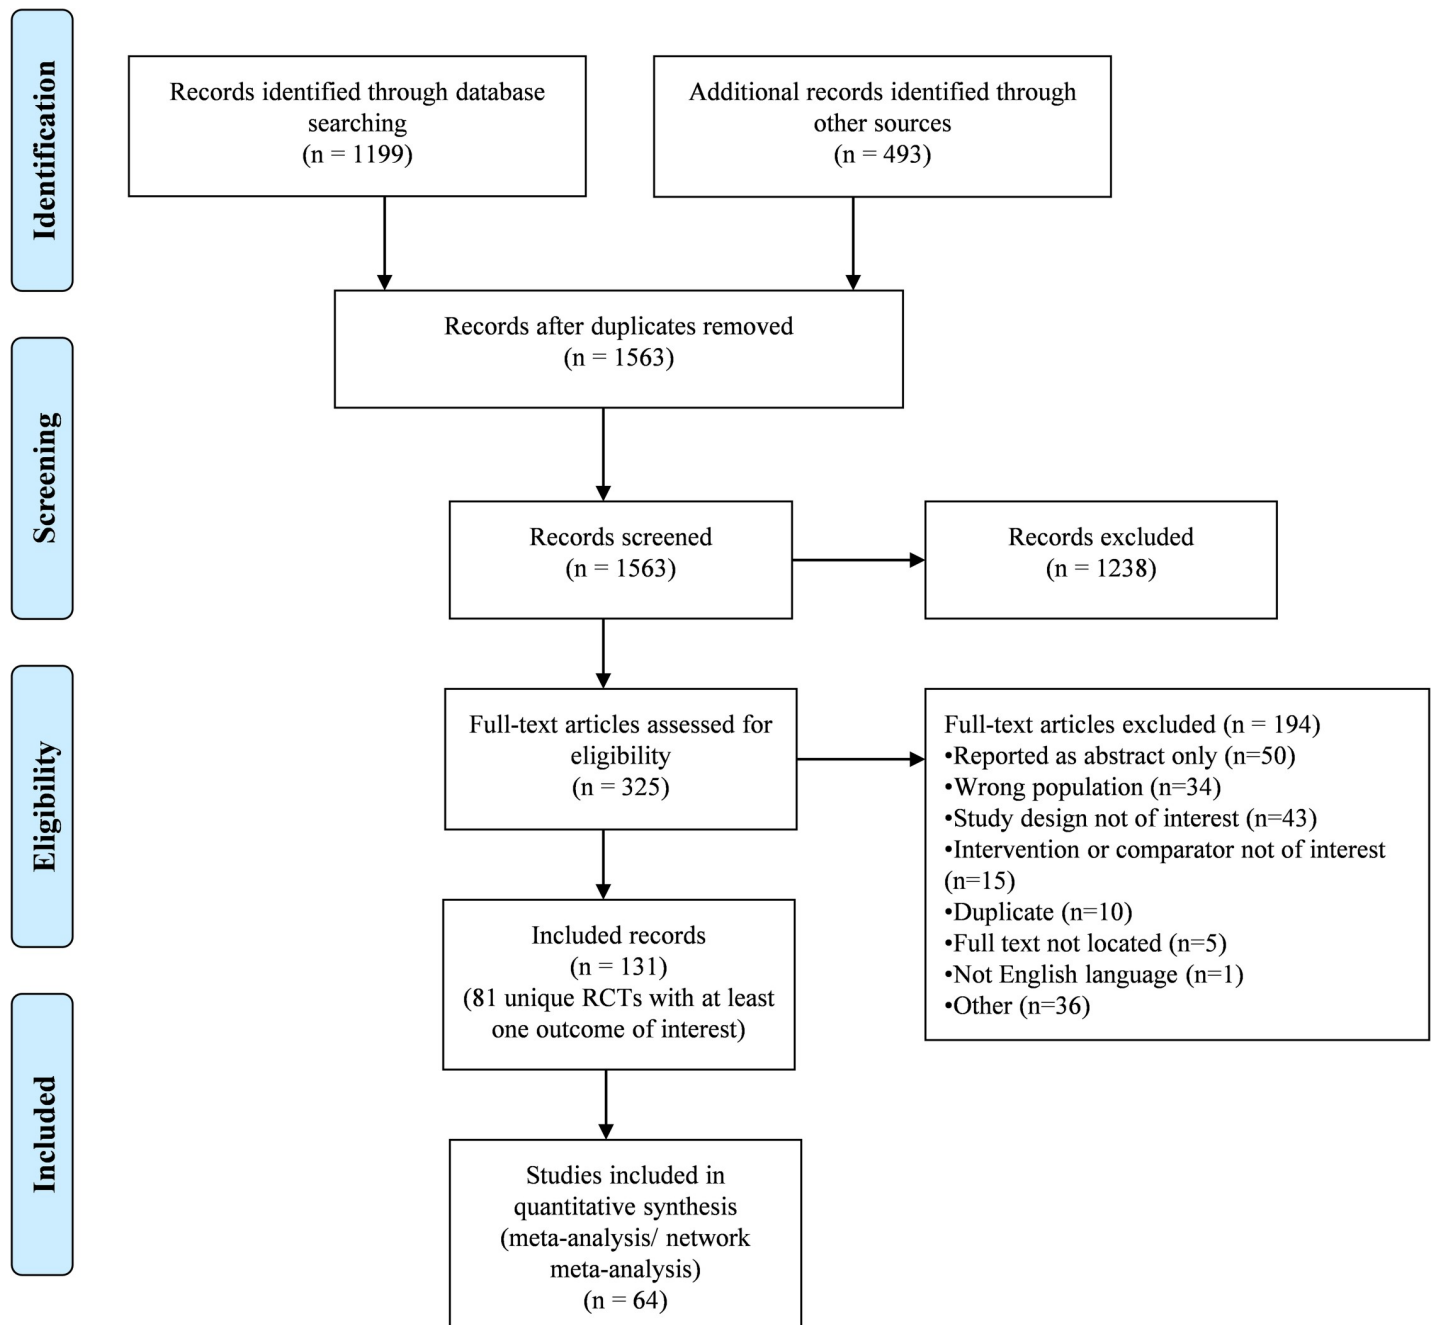 Identification
Records identified through database
searching
(n = 1199)
Additional records identified through
other sources
(n = 493)
Records after duplicates removed
(n = 1563)
Screening
Records screened
(n = 1563)
Records excluded
(n = 1238)
Eligibility
Full-text articles assessed for
eligibility
(n = 325)
Full-text articles excluded (n = 194)
•Reported as abstract only (n=50)
•Wrong population (n=34)
•Study design not of interest (n=43)
•Intervention or comparator not of interest
(n=15)
•Duplicate (n=10)
•Full text not located (n=5)
•Not English language (n=1)
•Other (n=36)
Included records
(n = 131)
(81 unique RCTs with at least
one outcome of interest)
Included
Studies included in
quantitative synthesis
(meta-analysis/ network
meta-analysis)
(n = 64)